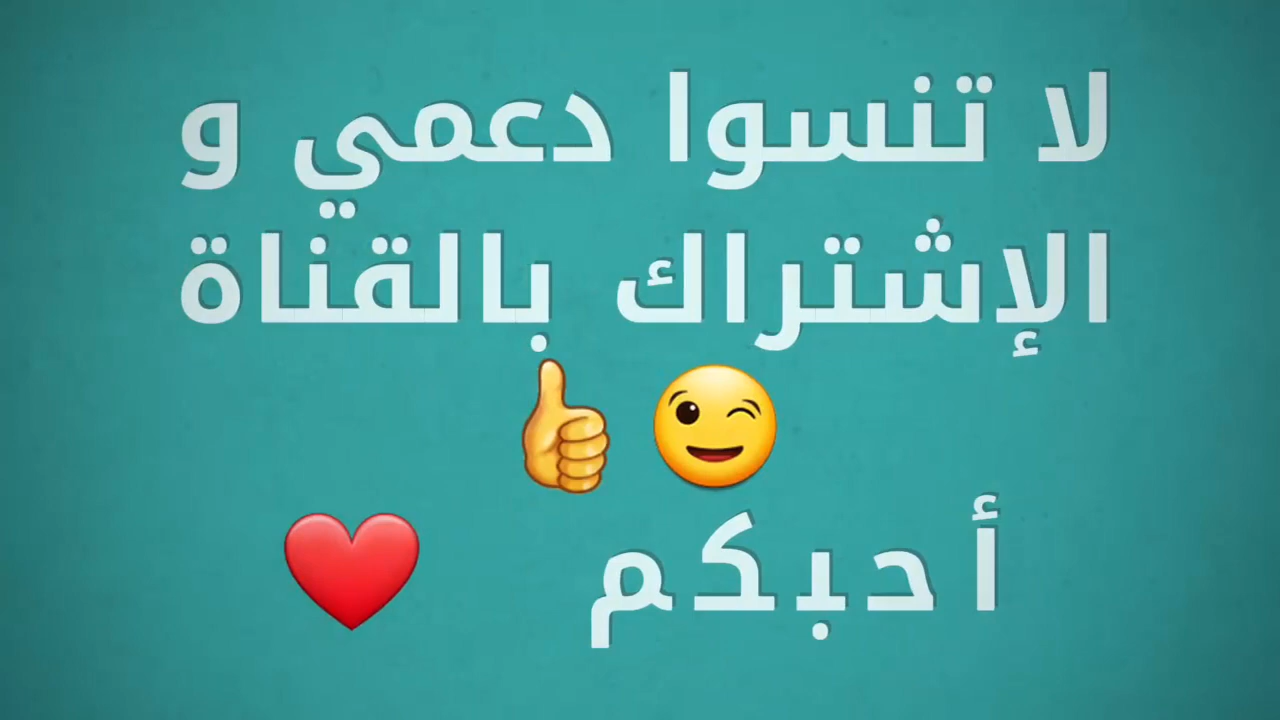 لا تنسوا دعمي و
الإشتراك بالقناة
😉👍
أحبكم ❤️